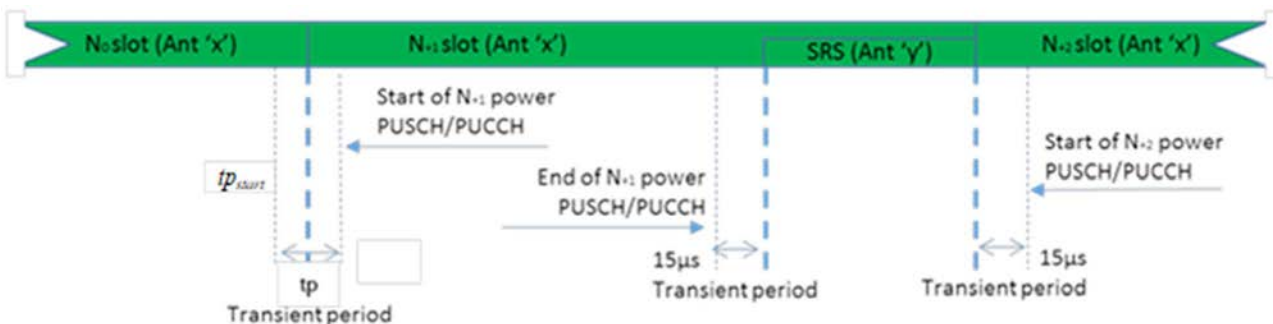 N₀ slot (Ant ‘x’)
N₊₁ slot (Ant ‘x’)
SRS (Ant ‘y’)
N₊₂ slot (Ant ‘x’)
Start of N₊₁ power
PUSCH/PUCCH
tp_start
End of N₊₁ power
PUSCH/PUCCH
Start of N₊₂ power
PUSCH/PUCCH
tp
Transient period
15µs
Transient period
15µs
Transient period